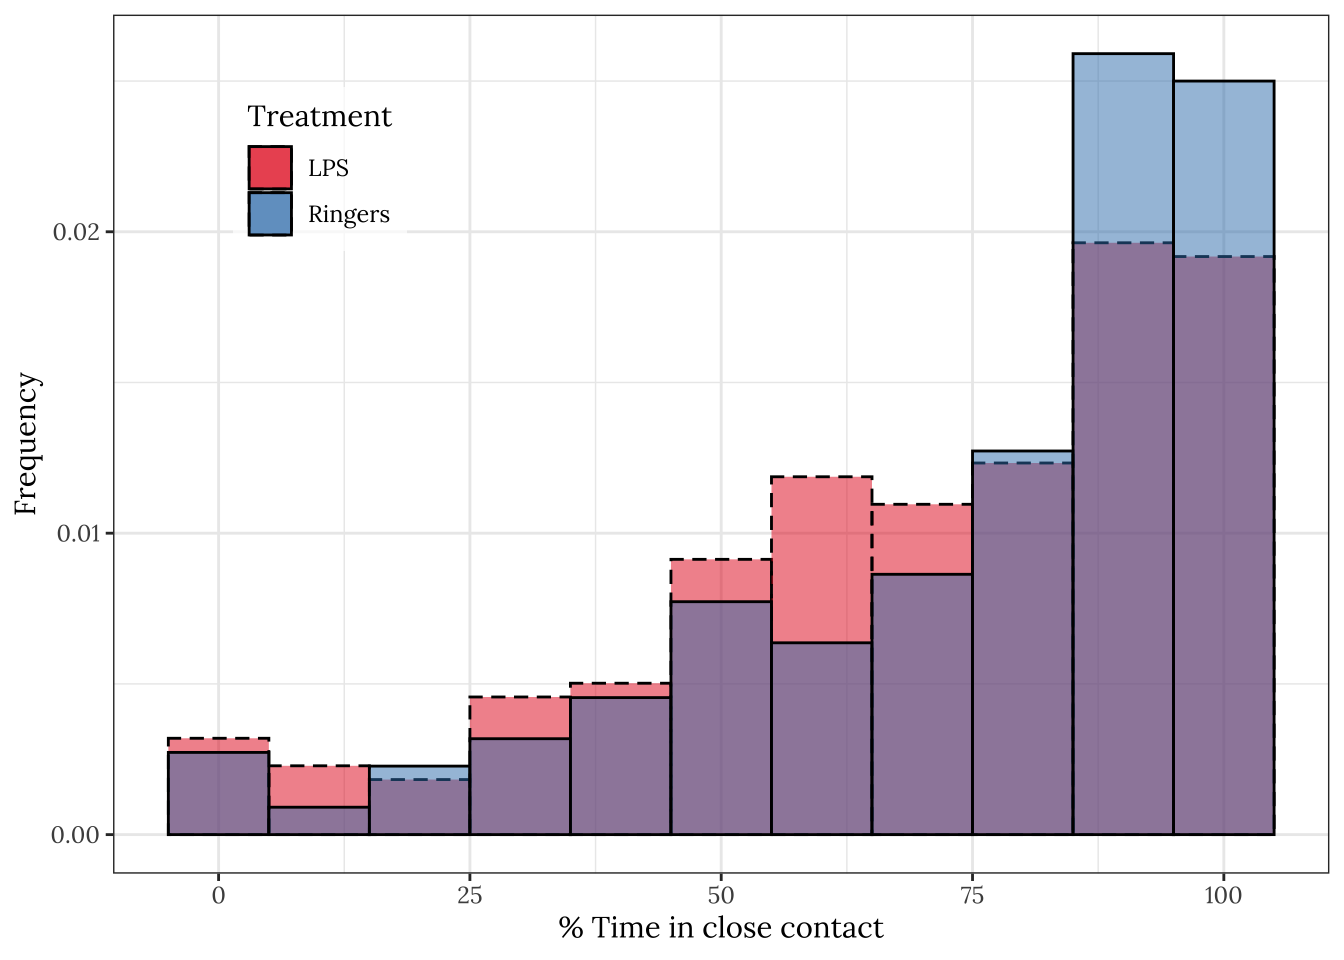 Treatment
LPS
Ringers
Frequency
0.02
0.01
0.00
0 25 50 75 100
% Time in close contact